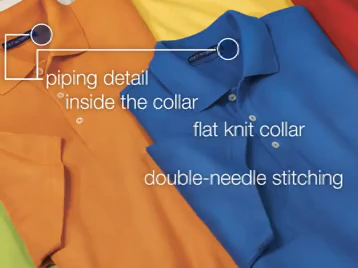 piping detail
inside the collar
flat knit collar
double-needle stitching